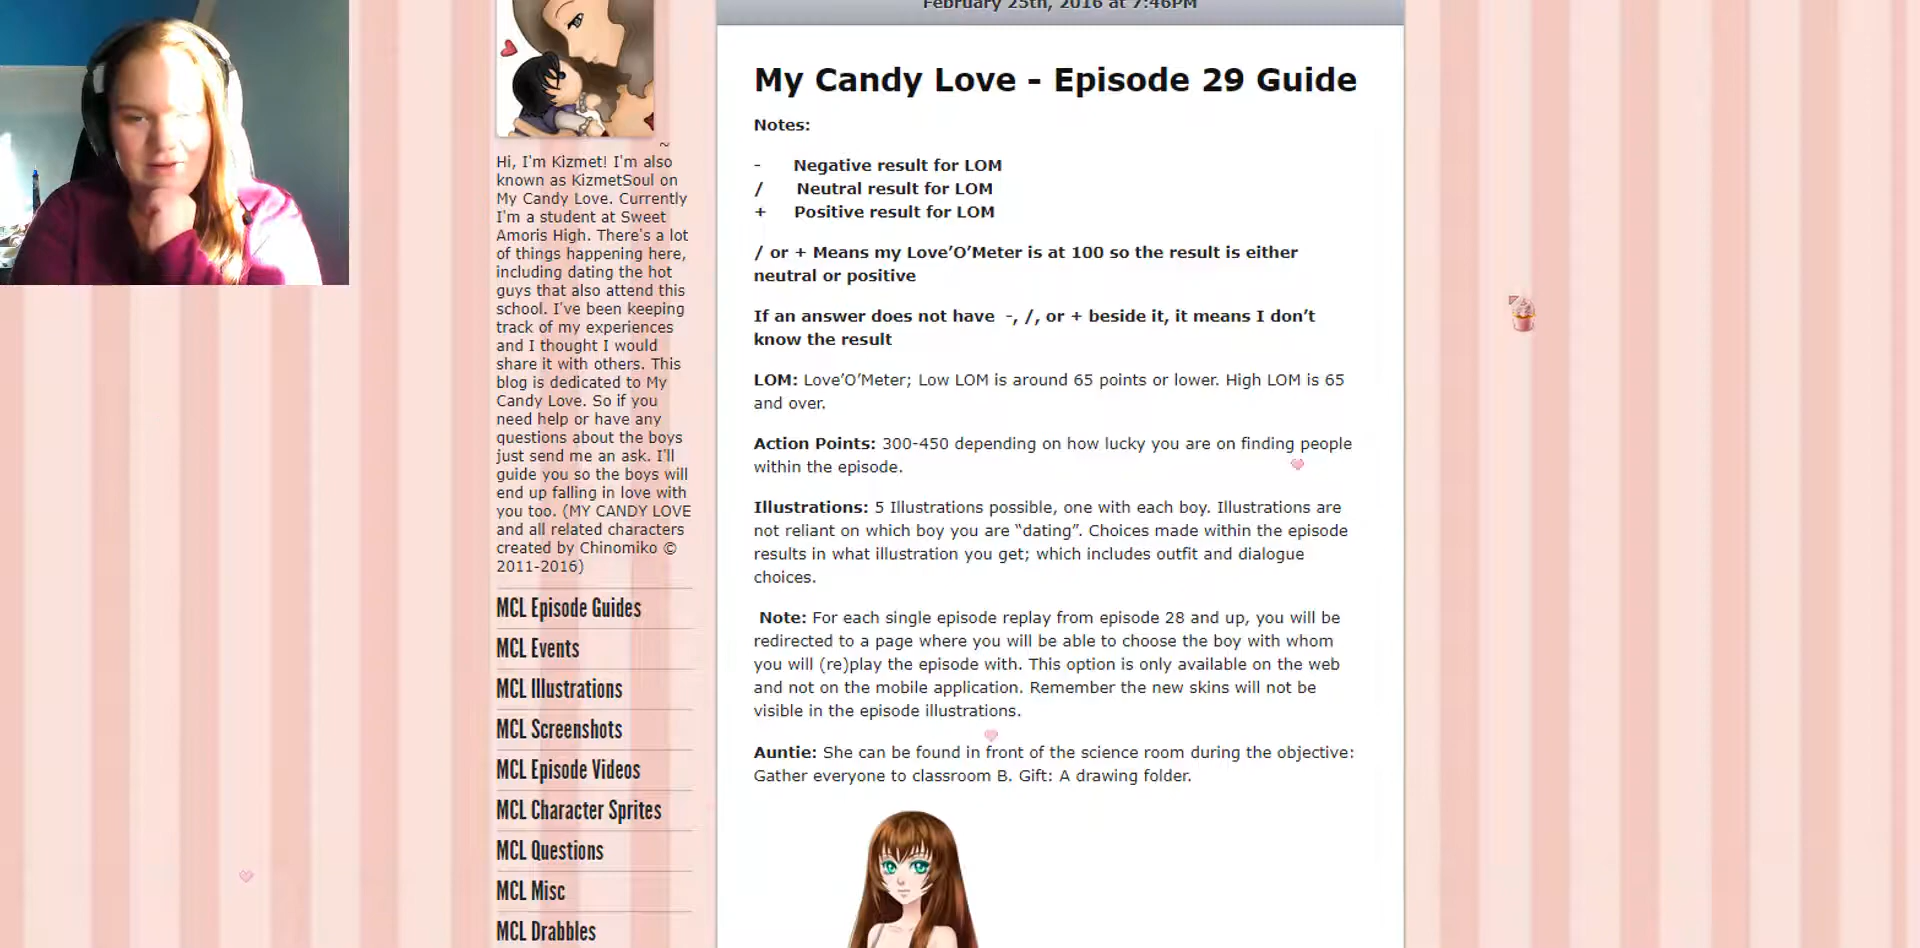 ~
Hi, I'm Kizmet! I'm also
known as KizmetSoul on
My Candy Love. Currently
I'm a student at Sweet
Amoris High. There's a lot
of things happening here,
including dating the hot
guys that also attend this
school. I've been keeping
track of my experiences
and I thought I would
share it with others. This
blog is dedicated to My
Candy Love. So if you
need help or have any
questions about the boys
just send me an ask. I'll
guide you so the boys will
end up falling in love with
you too. (MY CANDY LOVE
and all related characters
created by Chinomiko ©
2011-2016)
MCL Episode Guides
MCL Events
MCL Illustrations
MCL Screenshots
MCL Episode Videos
MCL Character Sprites
MCL Questions
MCL Misc
MCL Drabbles
February 25th, 2016 at 7:46PM
My Candy Love - Episode 29 Guide
Notes:
- Negative result for LOM
/ Neutral result for LOM
+ Positive result for LOM
/ or + Means my Love’O’Meter is at 100 so the result is either
neutral or positive
If an answer does not have -, /, or + beside it, it means I don’t
know the result
LOM: Love’O’Meter; Low LOM is around 65 points or lower. High LOM is 65
and over.
Action Points: 300-450 depending on how lucky you are on finding people
within the episode.
Illustrations: 5 Illustrations possible, one with each boy. Illustrations are
not reliant on which boy you are “dating”. Choices made within the episode
results in what illustration you get; which includes outfit and dialogue
choices.
Note: For each single episode replay from episode 28 and up, you will be
redirected to a page where you will be able to choose the boy with whom
you will (re)play the episode with. This option is only available on the web
and not on the mobile application. Remember the new skins will not be
visible in the episode illustrations.
Auntie: She can be found in front of the science room during the objective:
Gather everyone to classroom B. Gift: A drawing folder.